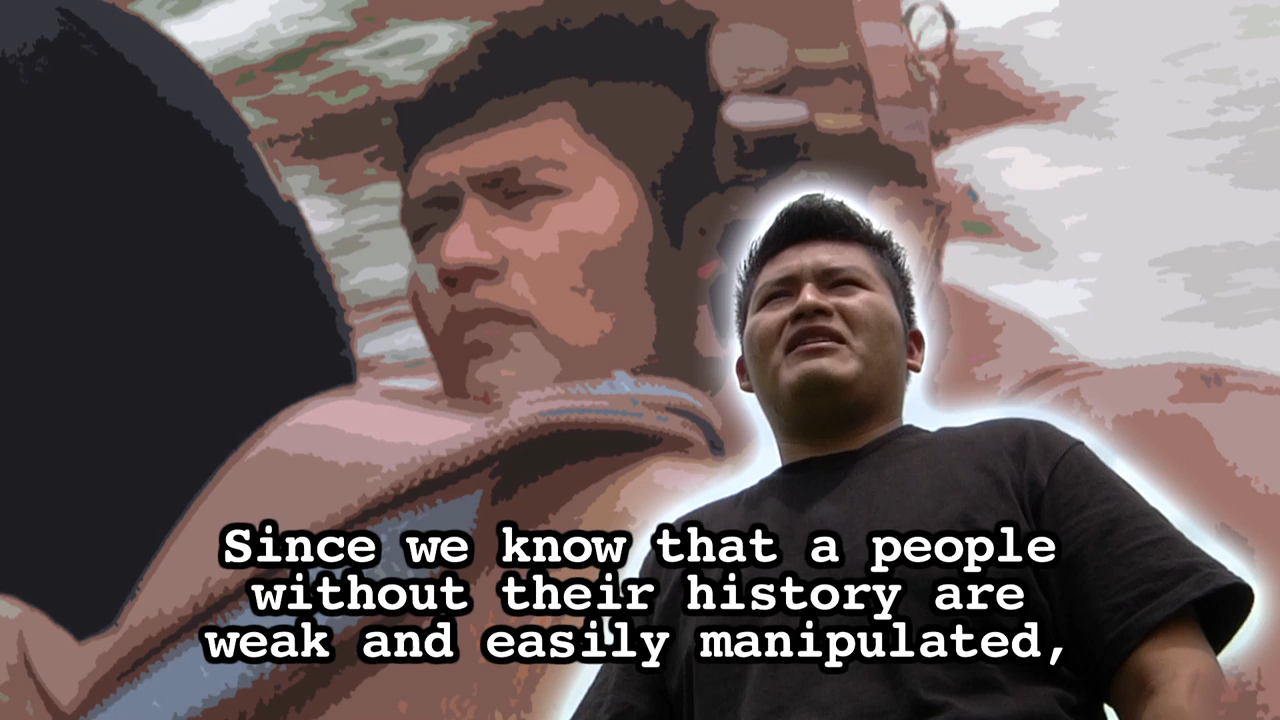 Since we know that a people
without their history are
weak and easily manipulated,